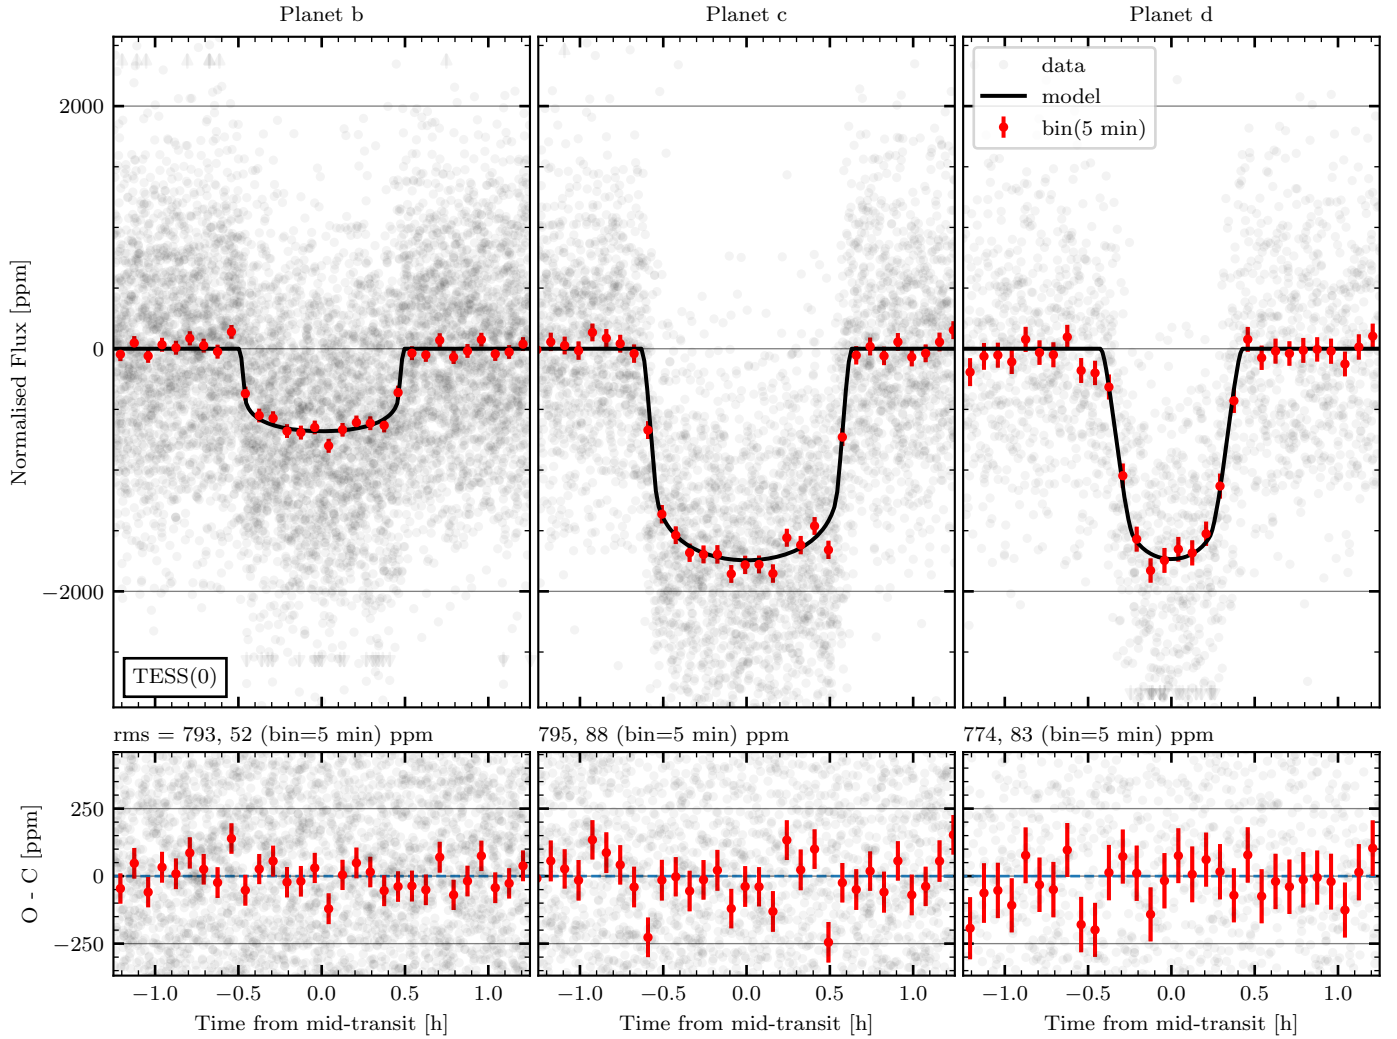 Planet b
Planet c
Planet d
Normalised Flux [ppm]
2000
0
−2000
data
model
bin(5 min)
TESS(0)
rms = 793, 52 (bin=5 min) ppm
795, 88 (bin=5 min) ppm
774, 83 (bin=5 min) ppm
O - C [ppm]
250
0
−250
−1.0 −0.5 0.0 0.5 1.0
−1.0 −0.5 0.0 0.5 1.0
−1.0 −0.5 0.0 0.5 1.0
Time from mid-transit [h]
Time from mid-transit [h]
Time from mid-transit [h]